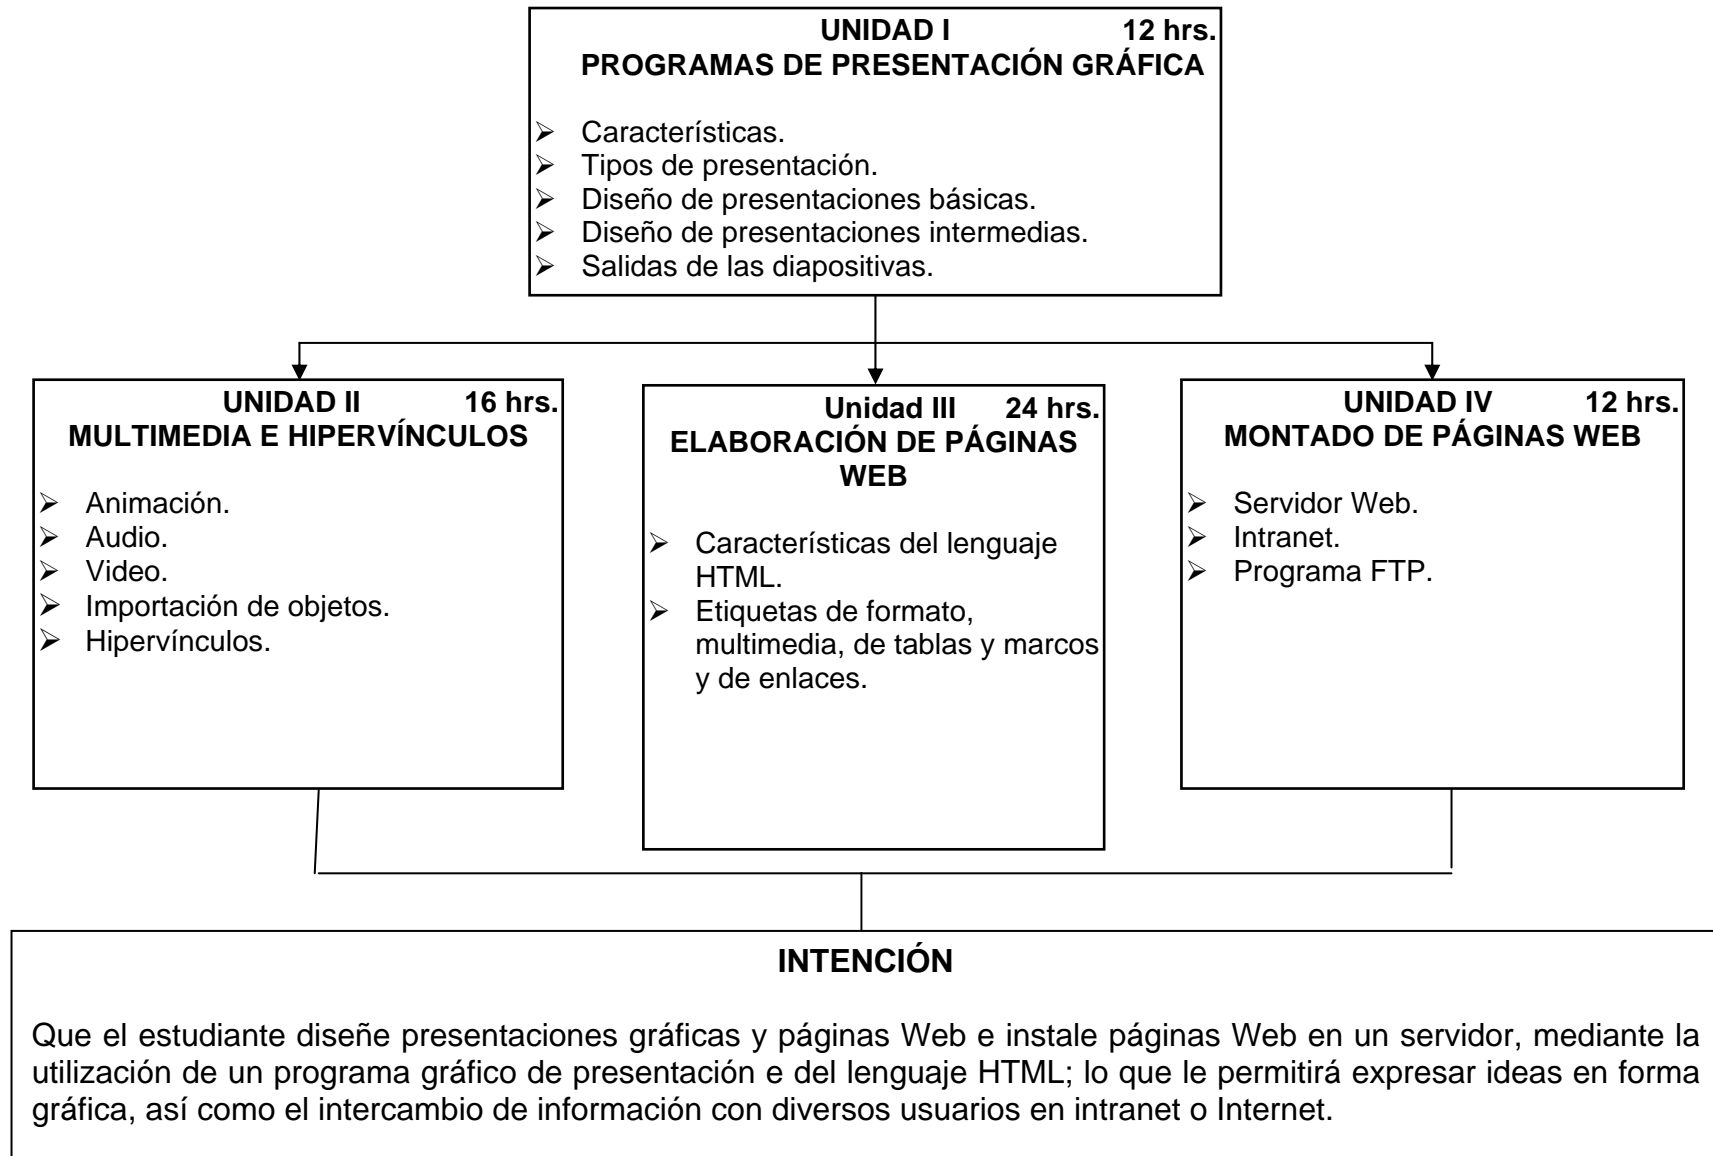 UNIDAD I 12 hrs.
PROGRAMAS DE PRESENTACIÓN GRÁFICA
➢ Características.
➢ Tipos de presentación.
➢ Diseño de presentaciones básicas.
➢ Diseño de presentaciones intermedias.
➢ Salidas de las diapositivas.
UNIDAD II 16 hrs.
MULTIMEDIA E HIPERVÍNCULOS
➢ Animación.
➢ Audio.
➢ Video.
➢ Importación de objetos.
➢ Hipervínculos.
Unidad III 24 hrs.
ELABORACIÓN DE PÁGINAS
WEB
➢ Características del lenguaje
HTML.
➢ Etiquetas de formato,
multimedia, de tablas y marcos
y de enlaces.
UNIDAD IV 12 hrs.
MONTADO DE PÁGINAS WEB
➢ Servidor Web.
➢ Intranet.
➢ Programa FTP.
INTENCIÓN
Que el estudiante diseñe presentaciones gráficas y páginas Web e instale páginas Web en un servidor, mediante la
utilización de un programa gráfico de presentación e del lenguaje HTML; lo que le permitirá expresar ideas en forma
gráfica, así como el intercambio de información con diversos usuarios en intranet o Internet.